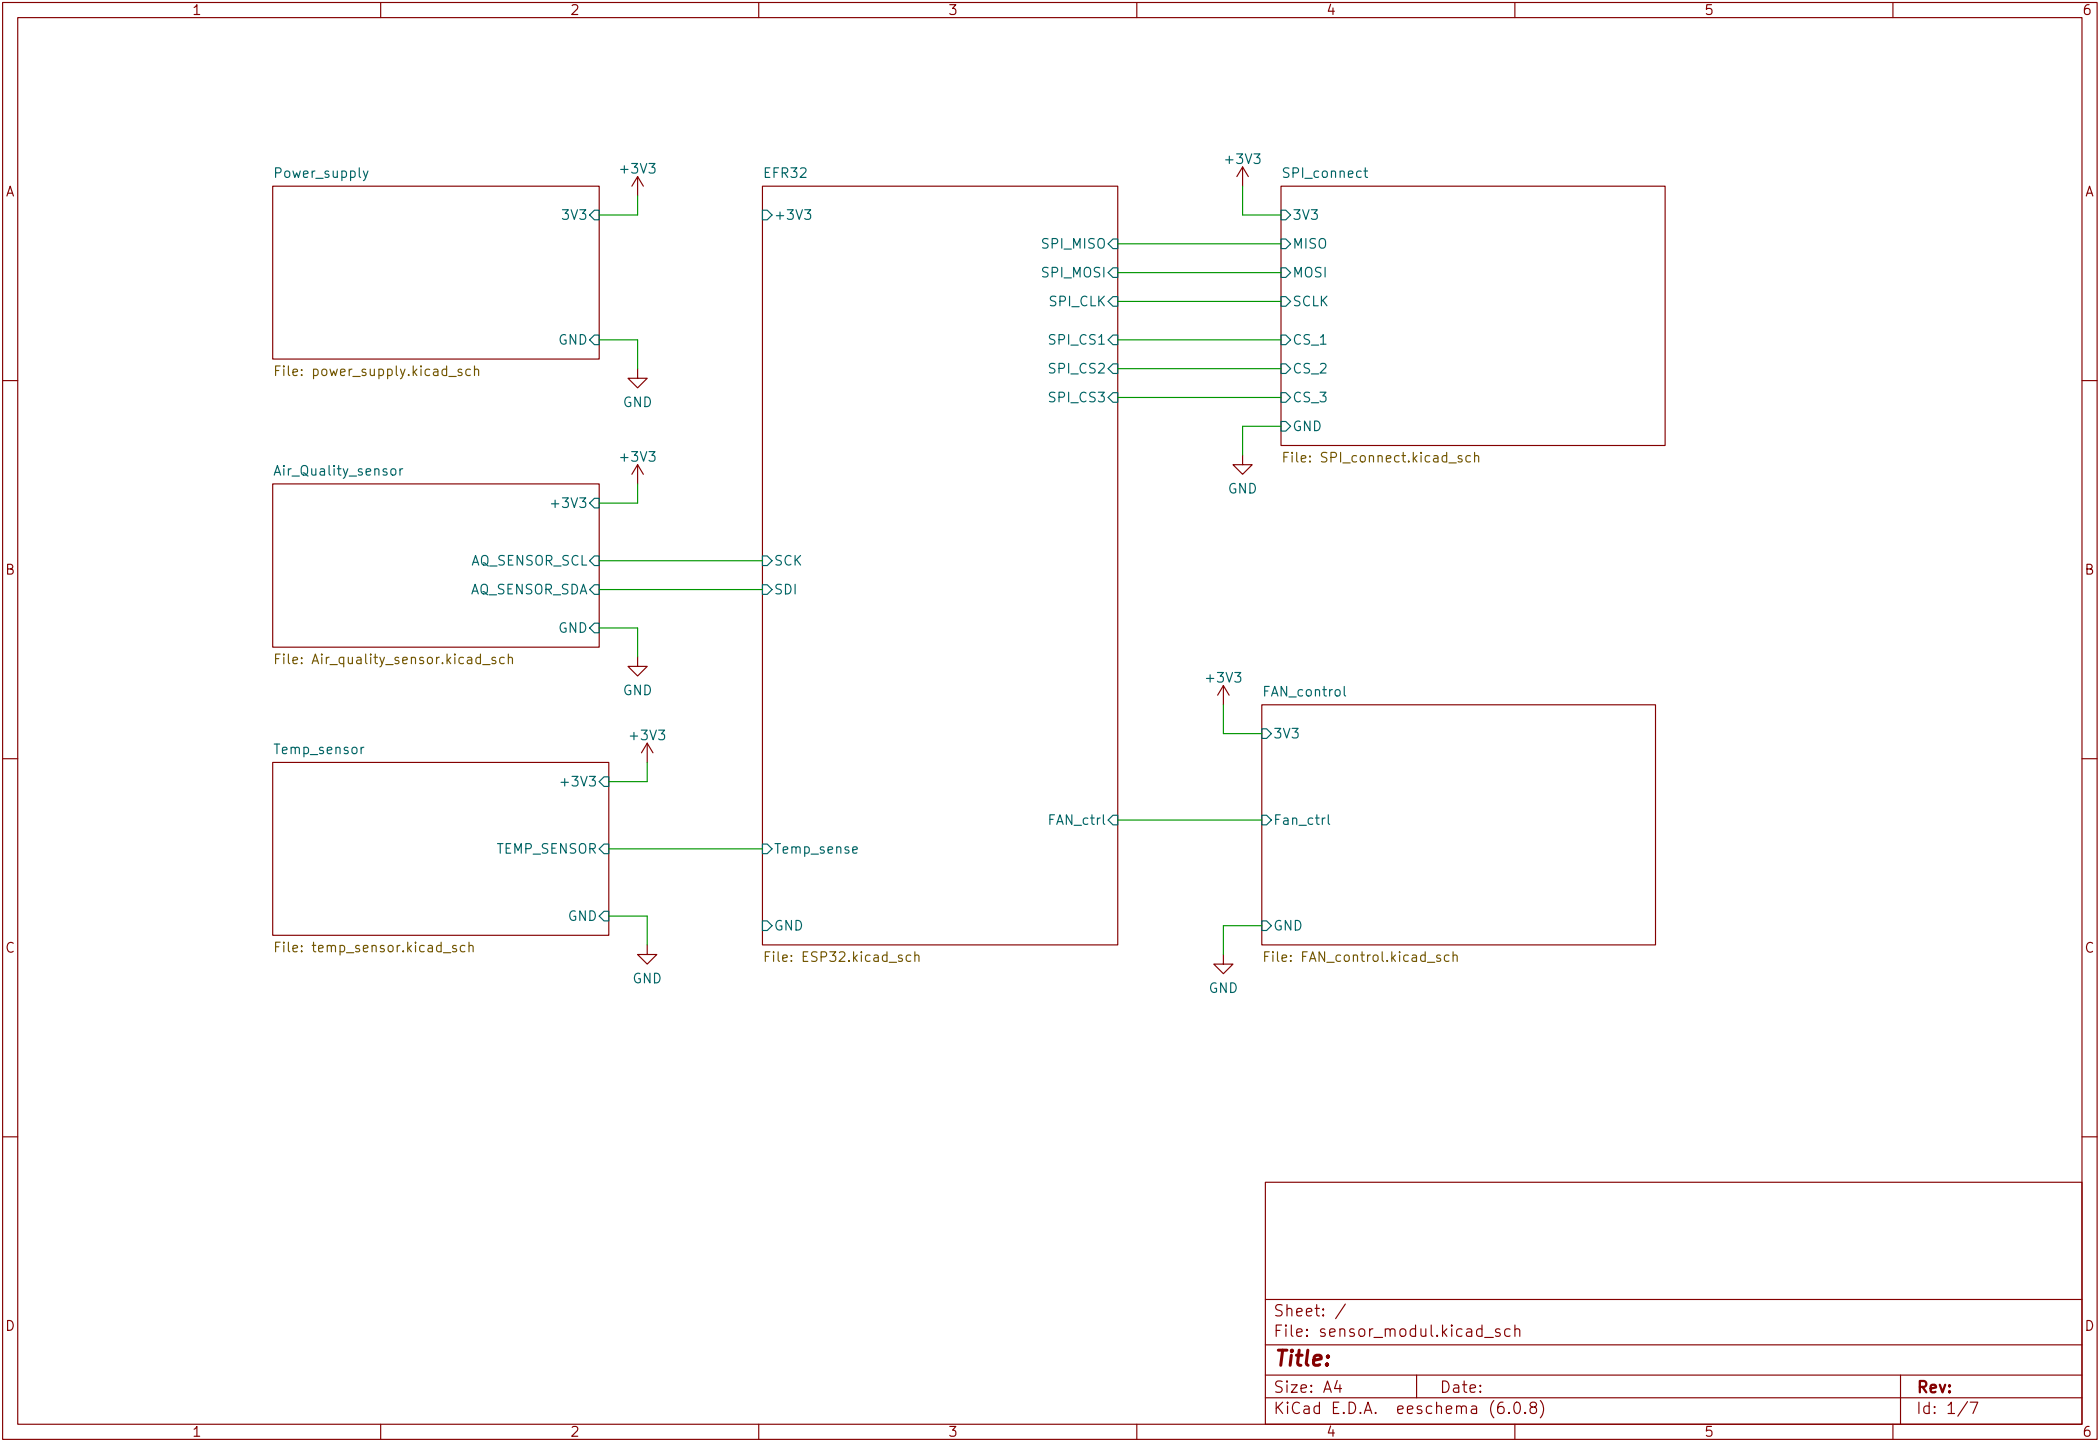 1 2 3 4 5 6
A
B
C
D
A
B
C
D
Power_supply
3V3
GND
File: power_supply.kicad_sch
+3V3
GND
Air_Quality_sensor
+3V3
AQ_SENSOR_SCL
AQ_SENSOR_SDA
GND
File: Air_quality_sensor.kicad_sch
+3V3
GND
Temp_sensor
+3V3
TEMP_SENSOR
GND
File: temp_sensor.kicad_sch
+3V3
GND
EFR32
+3V3
SPI_MISO
SPI_MOSI
SPI_CLK
SPI_CS1
SPI_CS2
SPI_CS3
SCK
SDI
FAN_ctrl
Temp_sense
GND
File: ESP32.kicad_sch
+3V3
SPI_connect
3V3
MISO
MOSI
SCLK
CS_1
CS_2
CS_3
GND
File: SPI_connect.kicad_sch
GND
+3V3
FAN_control
3V3
Fan_ctrl
GND
File: FAN_control.kicad_sch
GND
Sheet: /
File: sensor_modul.kicad_sch
Title:
Size: A4 Date: Rev:
KiCad E.D.A. eeschema (6.0.8) Id: 1/7
1 2 3 4 5 6